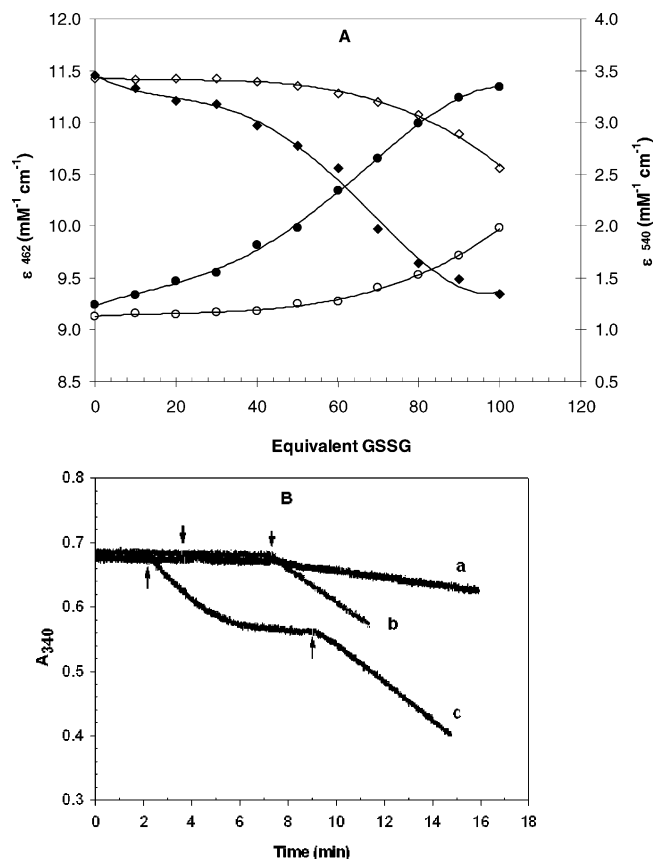 A
12.0
11.5
11.0
10.5
10.0
9.5
9.0
8.5
4.0
3.5
3.0
2.5
2.0
1.5
1.0
0.5
ε 462 (mM⁻¹ cm⁻¹)
ε 540 (mM⁻¹ cm⁻¹)
0 20 40 60 80 100 120
Equivalent GSSG
B
0.8
0.7
0.6
0.5
0.4
0.3
A340
a
b
c
0 2 4 6 8 10 12 14 16 18
Time (min)